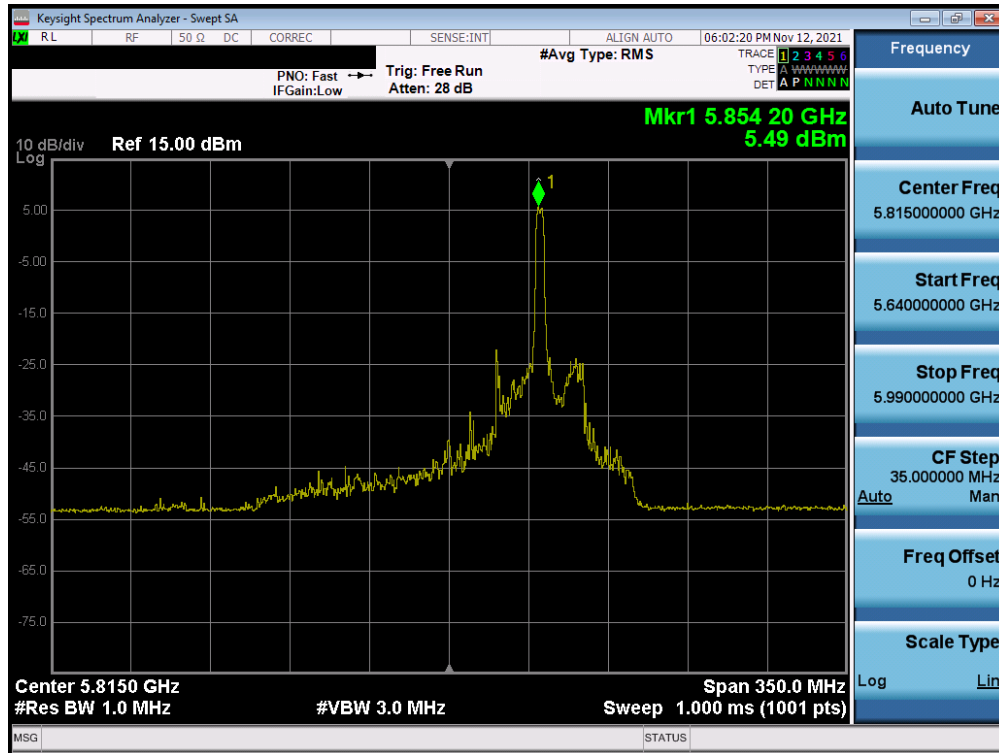 Keysight Spectrum Analyzer - Swept SA
LXI RL RF 50 Ω DC CORREC SENSE:INT ALIGN AUTO 06:02:20 PM Nov 12, 2021
#Avg Type: RMS
TRACE 1 2 3 4 5 6
TYPE A WWWWW
DET A P N N N N
PNO: Fast
IFGain:Low
Trig: Free Run
Atten: 28 dB
Mkr1 5.854 20 GHz
5.49 dBm
10 dB/div
Log
Ref 15.00 dBm
1
5.00
-5.00
-15.0
-25.0
-35.0
-45.0
-55.0
-65.0
-75.0
Center 5.8150 GHz
Span 350.0 MHz
#Res BW 1.0 MHz
#VBW 3.0 MHz
Sweep 1.000 ms (1001 pts)
MSG
STATUS
Frequency
Auto Tune
Center Freq
5.815000000 GHz
Start Freq
5.640000000 GHz
Stop Freq
5.990000000 GHz
CF Step
35.000000 MHz
Auto Man
Freq Offset
0 Hz
Scale Type
Log Lin